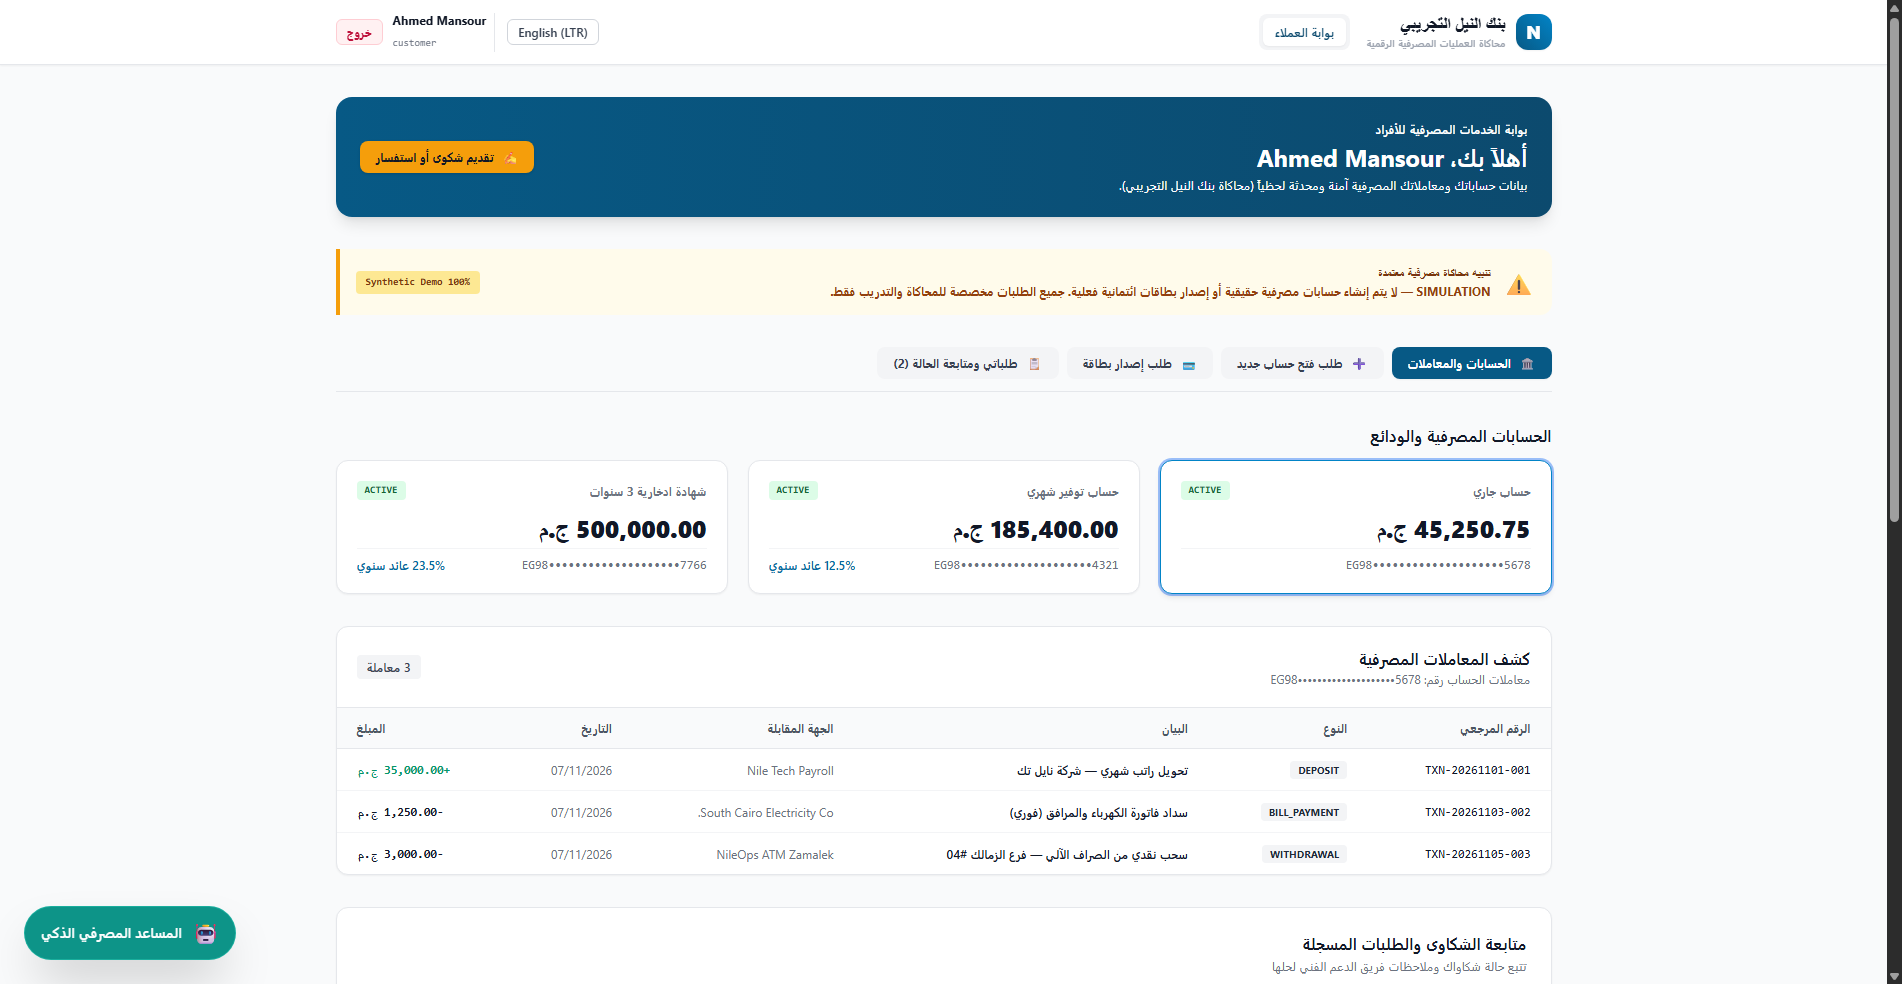 N
بنك النيل التجريبي
محاكاة العمليات المصرفية الرقمية
بوابة العملاء
English (LTR)
Ahmed Mansour
customer
خروج
بوابة الخدمات المصرفية للأفراد
أهلاً بك، Ahmed Mansour
بيانات حساباتك ومعاملاتك المصرفية آمنة ومحدثة لحظياً (محاكاة بنك النيل التجريبي).
تقديم شكوى أو استفسار
تنبيه محاكاة مصرفية معتمدة
SIMULATION — لا يتم إنشاء حسابات مصرفية حقيقية أو إصدار بطاقات ائتمانية فعلية. جميع الطلبات مخصصة للمحاكاة والتدريب فقط.
Synthetic Demo 100%
الحسابات والمعاملات
طلب فتح حساب جديد
طلب إصدار بطاقة
طلباتي ومتابعة الحالة (2)
الحسابات المصرفية والودائع
حساب جاري
ACTIVE
45,250.75 ج.م
EG98••••••••••••••••••••5678
حساب توفير شهري
ACTIVE
185,400.00 ج.م
EG98••••••••••••••••••••4321
12.5% عائد سنوي
شهادة ادخارية 3 سنوات
ACTIVE
500,000.00 ج.م
EG98••••••••••••••••••••7766
23.5% عائد سنوي
كشف المعاملات المصرفية
معاملات الحساب رقم: EG98••••••••••••••••••••5678
3 معاملة
الرقم المرجعي النوع البيان الجهة المقابلة التاريخ المبلغ
TXN-20261101-001 DEPOSIT تحويل راتب شهري — شركة نايل تك Nile Tech Payroll 07/11/2026 +35,000.00 ج.م
TXN-20261103-002 BILL_PAYMENT سداد فاتورة الكهرباء والمرافق (فوري) South Cairo Electricity Co. 07/11/2026 -1,250.00 ج.م
TXN-20261105-003 WITHDRAWAL سحب نقدي من الصراف الآلي — فرع الزمالك #04 NileOps ATM Zamalek 07/11/2026 -3,000.00 ج.م
متابعة الشكاوى والطلبات المسجلة
تتبع حالة شكاواك وملاحظات فريق الدعم الفني لحلها
المساعد المصرفي الذكي